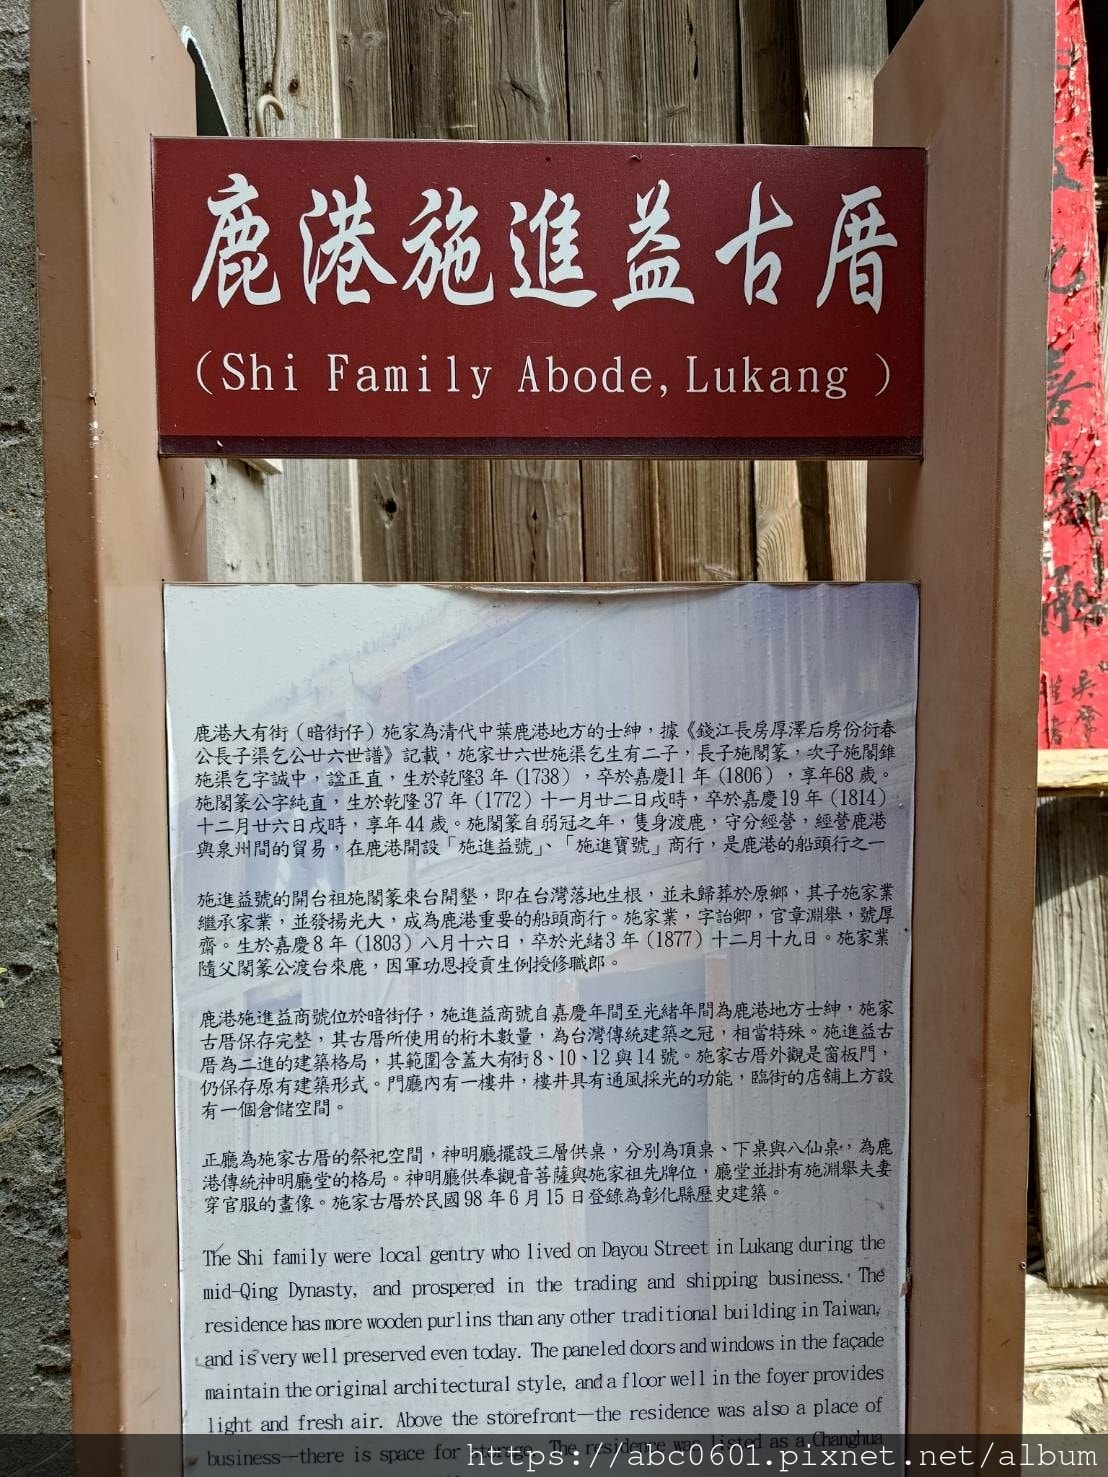 鹿港施進益古厝
(Shi Family Abode,Lukang )
鹿港大有街（暗街仔）施家為清代中葉鹿港地方的士紳，據《錢江長房厚澤后房份衍春
公長子渠乞公廿六世譜》記載，施家廿六世施渠乞生有二子，長子施閣篆，次子施閣錐
施渠乞字誠中，諡正直，生於乾隆3年（1738），卒於嘉慶11年（1806），享年68歲。
施閣篆公字純直，生於乾隆37年（1772）十一月廿二日戌時，卒於嘉慶19年（1814）
十二月廿六日戌時，享年44歲。施閣篆自弱冠之年，隻身渡鹿，守分經營，經營鹿港
與泉州間的貿易，在鹿港開設「施進益號」、「施進寶號」商行，是鹿港的船頭行之一
施進益號的開台祖施閣篆來台開墾，即在台灣落地生根，並未歸葬於原鄉，其子施家業
繼承家業，並發揚光大，成為鹿港重要的船頭商行。施家業，字詒卿，官章淵舉，號厚
齋。生於嘉慶8年（1803）八月十六日，卒於光緒3年（1877）十二月十九日。施家業
隨父閣篆公渡台來鹿，因軍功恩授貢生例授修職郎。
鹿港施進益商號位於暗街仔，施進益商號自嘉慶年間至光緒年間為鹿港地方士紳，施家
古厝保存完整，其古厝所使用的桁木數量，為台灣傳統建築之冠，相當特殊。施進益古
厝為二進的建築格局，其範圍含蓋大有街8、10、12與14號。施家古厝外觀是窗板門，
仍保存原有建築形式。門廳內有一樓井，樓井具有通風採光的功能，臨街的店舖上方設
有一個倉儲空間。
正廳為施家古厝的祭祀空間，神明廳擺設三層供桌，分別為頂桌、下桌與八仙桌，為鹿
港傳統神明廳堂的格局。神明廳供奉觀音菩薩與施家祖先牌位，廳堂並掛有施淵舉夫妻
穿官服的畫像。施家古厝於民國98年6月15日登錄為彰化縣歷史建築。
The Shi family were local gentry who lived on Dayou Street in Lukang during the
mid-Qing Dynasty, and prospered in the trading and shipping business. The
residence has more wooden purlins than any other traditional building in Taiwan,
and is very well preserved even today. The paneled doors and windows in the façade
maintain the original architectural style, and a floor well in the foyer provides
light and fresh air. Above the storefront—the residence was also a place of
business—there is space for storage. The residence was listed as a Changhua
https://abc0601.pixnet.net/album